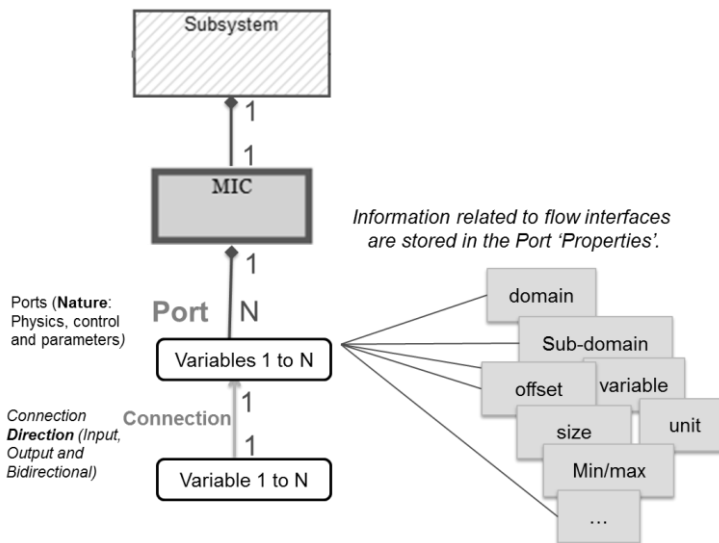 Subsystem
1
1
MIC
1
Information related to flow interfaces
are stored in the Port ‘Properties’.
Ports (Nature:
Physics, control
and parameters)
Port
N
Variables 1 to N
domain
Sub-domain
offset
variable
size
unit
Min/max
...
Connection
Direction (Input,
Output and
Bidirectional)
Connection
1
1
Variable 1 to N